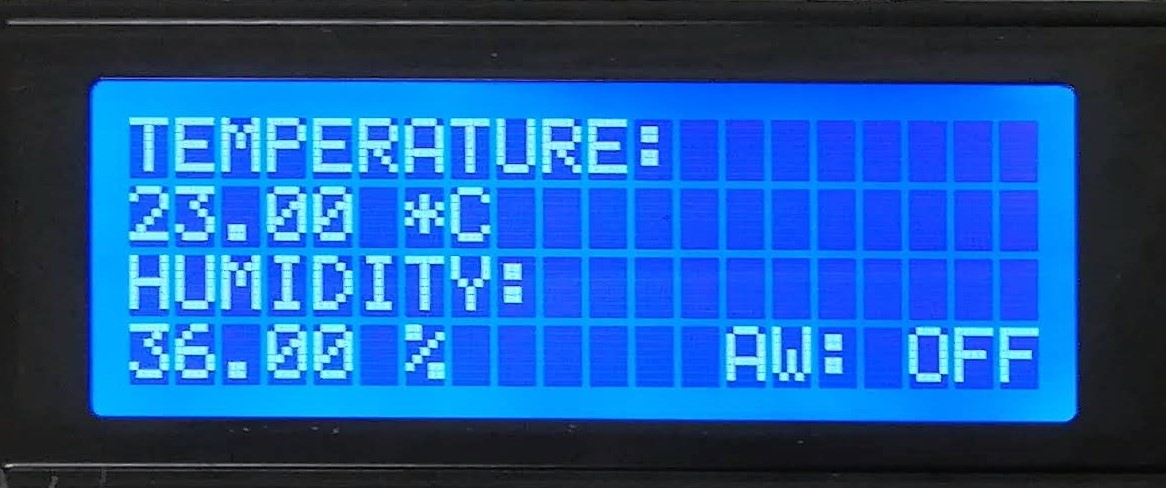 TEMPERATURE:
23.00 *C
HUMIDITY:
36.00 % AW: OFF